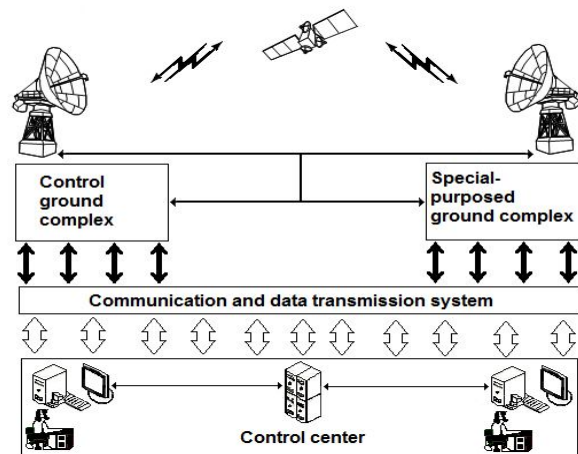 Control
ground
complex
Special-
purposed
ground complex
Communication and data transmission system
Control center